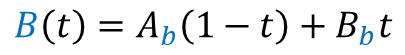 B(t) = A_b(1 − t) + B_b t